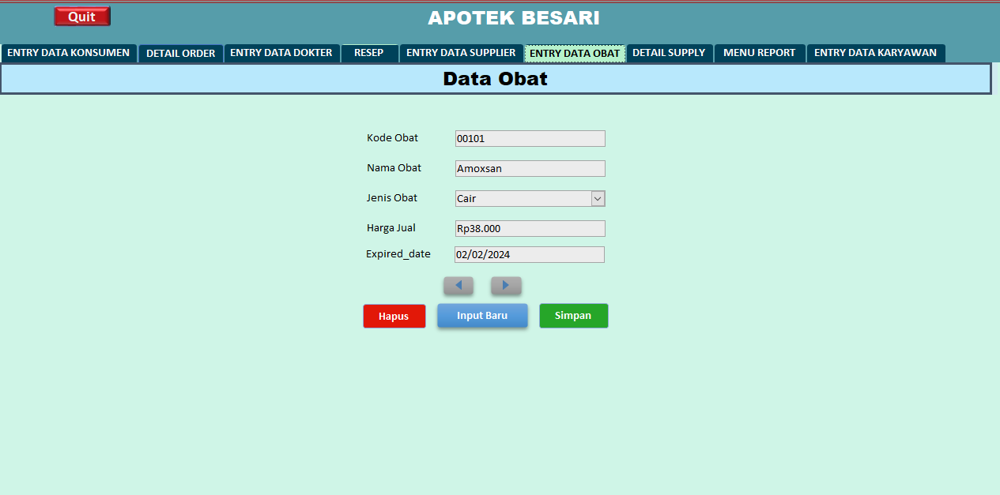 Quit
APOTEK BESARI
ENTRY DATA KONSUMEN DETAIL ORDER ENTRY DATA DOKTER RESEP ENTRY DATA SUPPLIER ENTRY DATA OBAT DETAIL SUPPLY MENU REPORT ENTRY DATA KARYAWAN
Data Obat
Kode Obat 00101
Nama Obat Amoxsan
Jenis Obat Cair
Harga Jual Rp38.000
Expired_date 02/02/2024
Hapus Input Baru Simpan